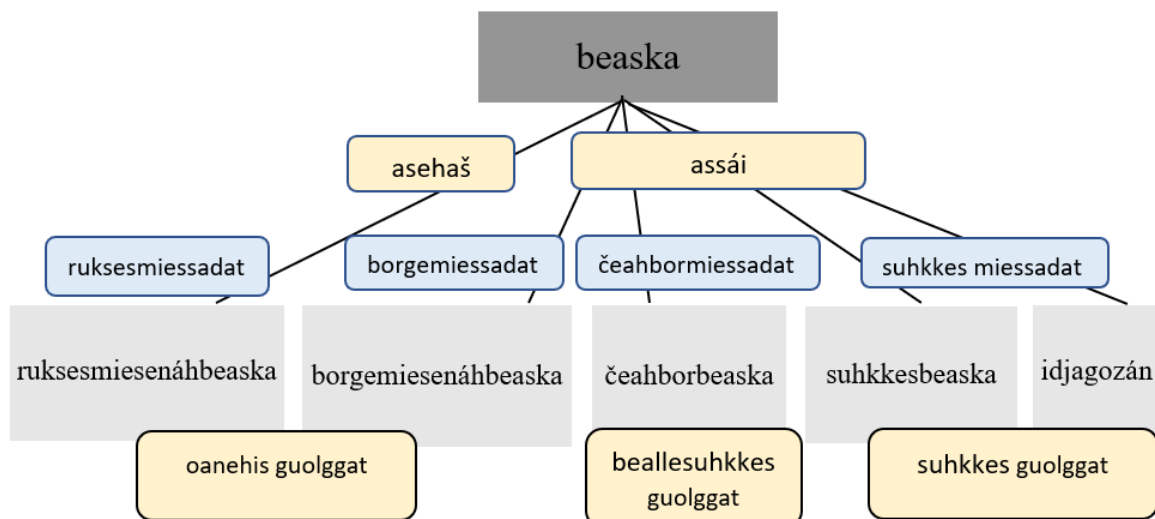 beaska
asehaš
assái
ruksesmiessadat
borgemiessadat
čeahbormiessadat
suhkkes miessadat
ruksesmiesenáhbeaska
borgemiesenáhbeaska
čeahborbeaska
suhkkesbeaska
idjagozán
oanehis guolggat
beallesuhkkes
guolggat
suhkkes guolggat